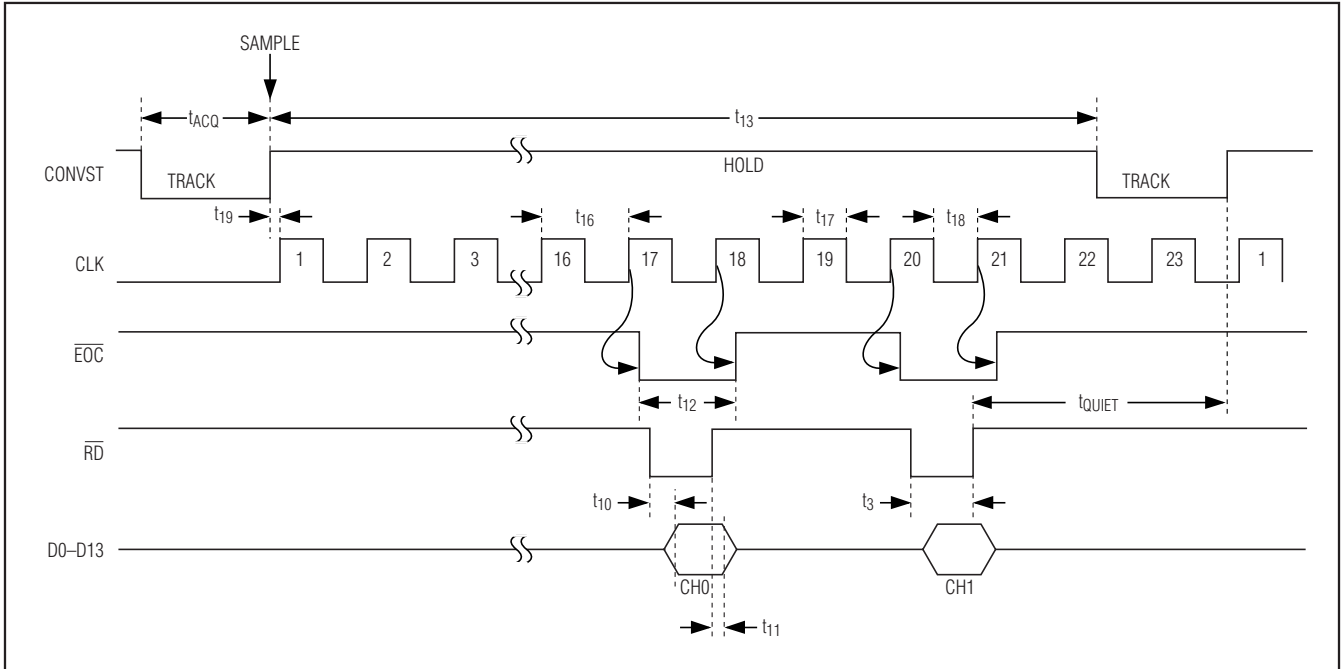 SAMPLE
tACQ
t13
CONVST
TRACK
HOLD
TRACK
t19
t16
t17
t18
CLK
1 2 3 16 17 18 19 20 21 22 23 1
EOC
t12
tQUIET
RD
t10
t3
D0–D13
CH0
CH1
t11